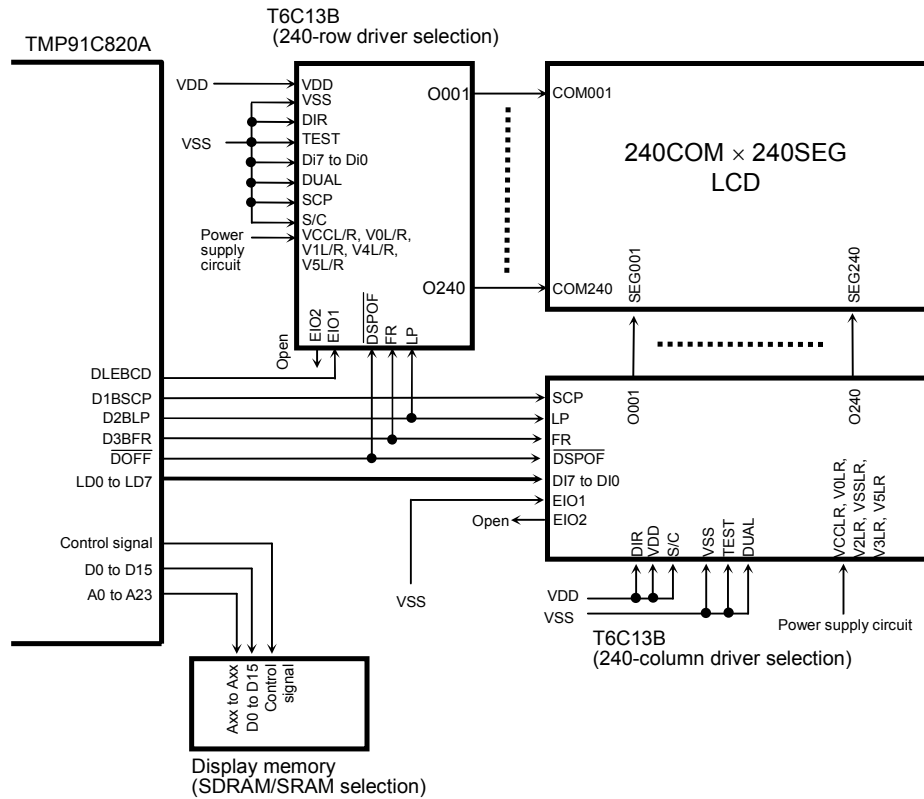 T6C13B
(240-row driver selection)
TMP91C820A
VDD
VSS
Power
supply
circuit
VDD
VSS
DIR
TEST
Di7 to Di0
DUAL
SCP
S/C
VCCL/R, V0L/R,
V1L/R, V4L/R,
V5L/R
O001
O240
Open
EIO2
EIO1
DSPOF
FR
LP
COM001
240COM × 240SEG
LCD
COM240
SEG001
SEG240
DLEBCD
D1BSCP
D2BLP
D3BFR
DOFF
LD0 to LD7
Control signal
D0 to D15
A0 to A23
O001
O240
SCP
LP
FR
DSPOF
DI7 to DI0
EIO1
EIO2
Open
VSS
DIR
VDD
S/C
VSS
TEST
DUAL
VCCLR, V0LR,
V2LR, VSSLR,
V3LR, V5LR
VDD
VSS
Power supply circuit
T6C13B
(240-column driver selection)
Axx to Axx
D0 to D15
Control
signal
Display memory
(SDRAM/SRAM selection)